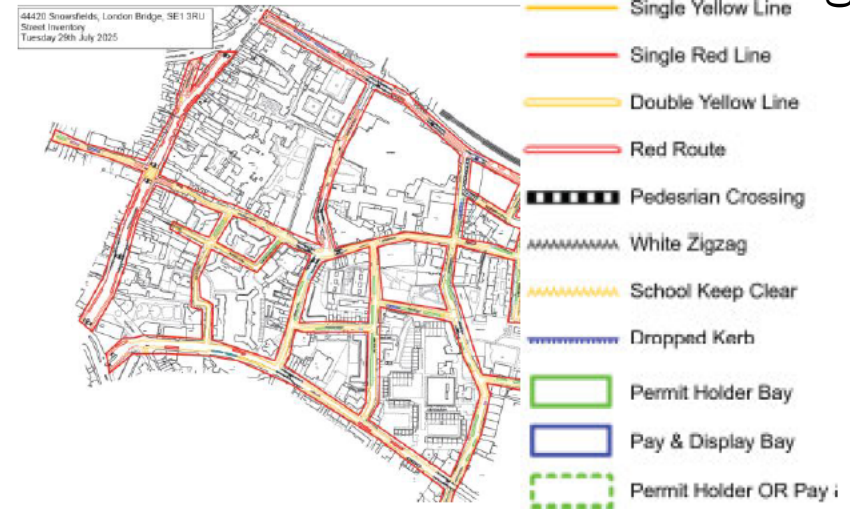 44420 Snowsfields, London Bridge, SE1 3RU
Street Inventory
Tuesday 29th July 2025
Single Yellow Line
Single Red Line
Double Yellow Line
Red Route
Pedesrian Crossing
White Zigzag
School Keep Clear
Dropped Kerb
Permit Holder Bay
Pay & Display Bay
Permit Holder OR Pay